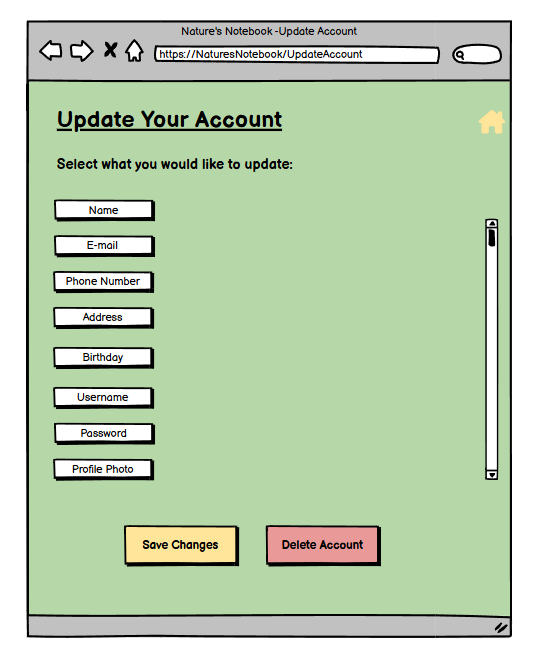 Nature's Notebook -Update Account
https://NaturesNotebook/UpdateAccount
Update Your Account
Select what you would like to update:
Name
E-mail
Phone Number
Address
Birthday
Username
Password
Profile Photo
Save Changes
Delete Account